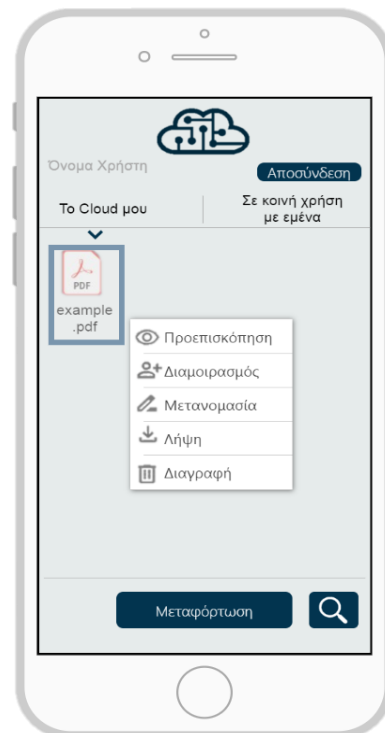 Όνομα Χρήστη
Αποσύνδεση
Το Cloud μου
Σε κοινή χρήση
με εμένα
PDF
example
.pdf
Προεπισκόπηση
Διαμοιρασμός
Μετανομασία
Λήψη
Διαγραφή
Μεταφόρτωση